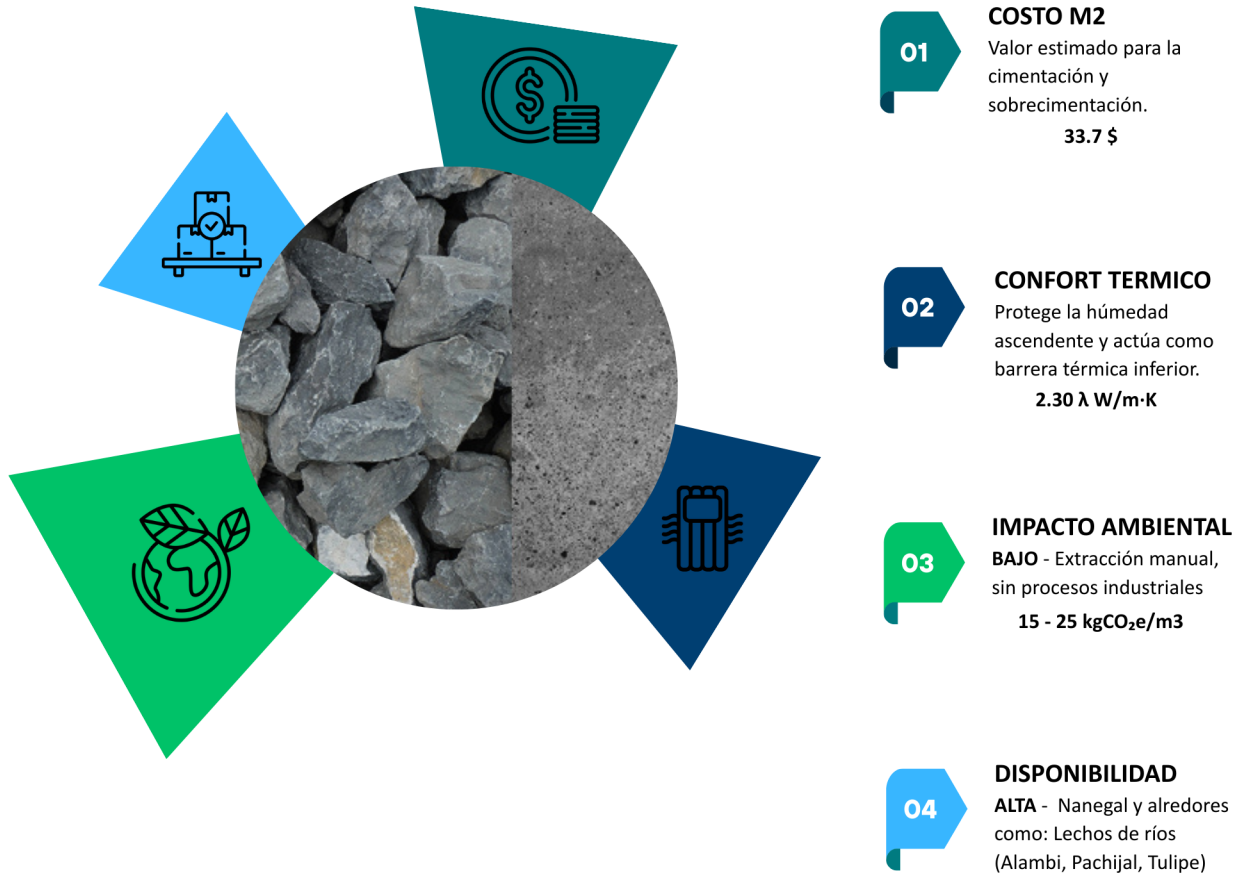 01
COSTO M2
Valor estimado para la
cimentación y
sobrecimentación.
33.7 $
02
CONFORT TERMICO
Protege la húmedad
ascendente y actúa como
barrera térmica inferior.
2.30 λ W/m·K
03
IMPACTO AMBIENTAL
BAJO - Extracción manual,
sin procesos industriales
15 - 25 kgCO₂e/m3
04
DISPONIBILIDAD
ALTA - Nanegal y alredores
como: Lechos de ríos
(Alambi, Pachijal, Tulipe)